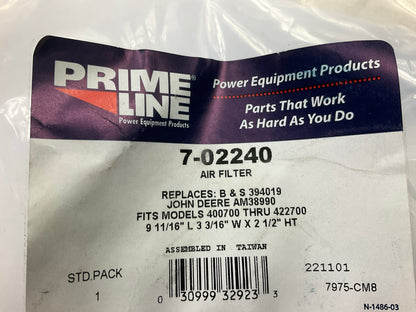 PRIME®
LINE
Power Equipment Products
Power Equipment Products
Parts That Work
As Hard As You Do
7-02240
AIR FILTER
REPLACES: B & S 394019
JOHN DEERE AM38990
FITS MODELS 400700 THRU 422700
9 11/16" L 3 3/16" W X 2 1/2" HT
ASSEMBLED IN TAIWAN
STD.PACK
1
0 30999 32923 3
221101
7975-CM8
N-1486-03